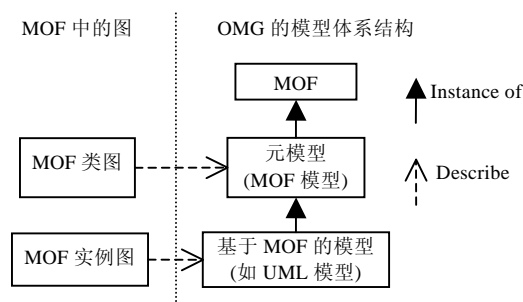 MOF 中的图
OMG 的模型体系结构
MOF
Instance of
MOF 类图
元模型
(MOF 模型)
Describe
MOF 实例图
基于 MOF 的模型
(如 UML 模型)